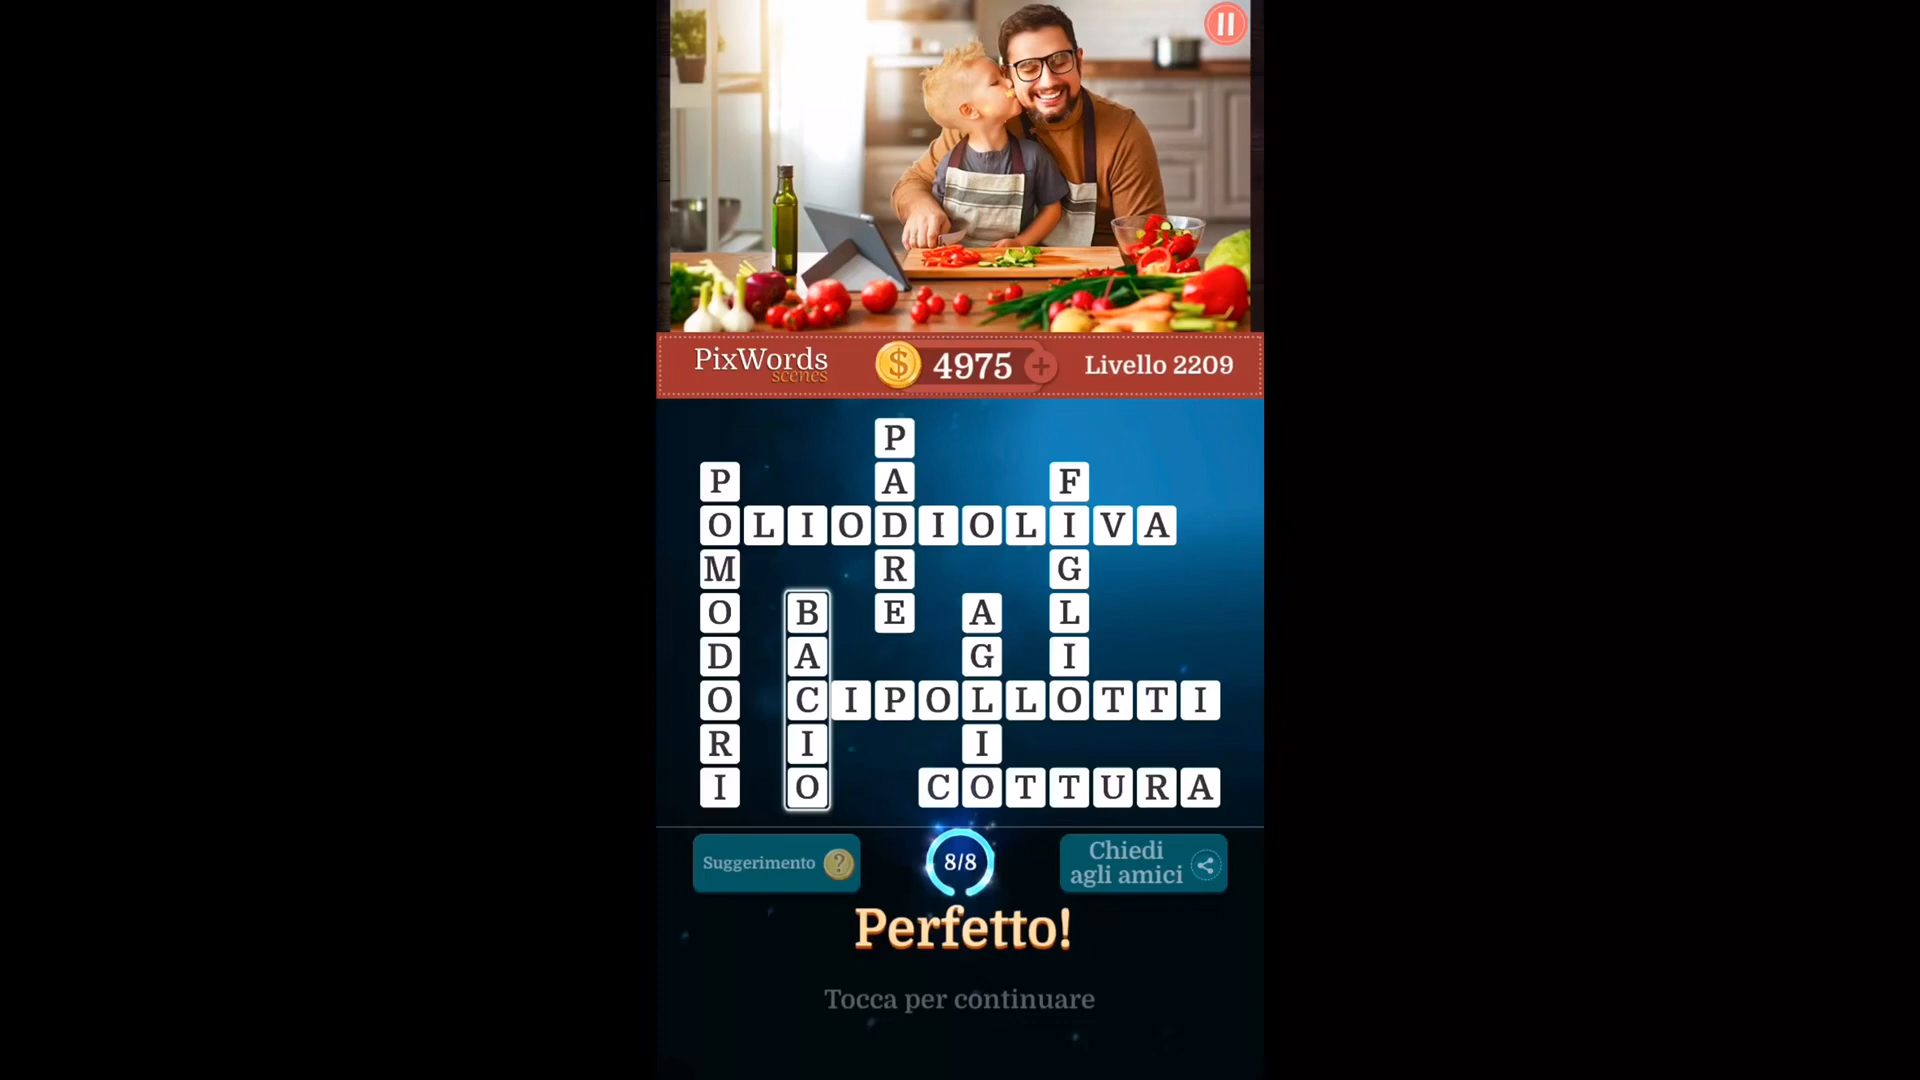 PixWords
scenes
$ 4975 +
Livello 2209
P
P A F
OLIODIOLIVA
M R G
O B E A L
D A G I
O CIPOLLOTTI
R I I
I O COTTURA
Suggerimento ?
8/8
Chiedi
agli amici
Perfetto!
Tocca per continuare